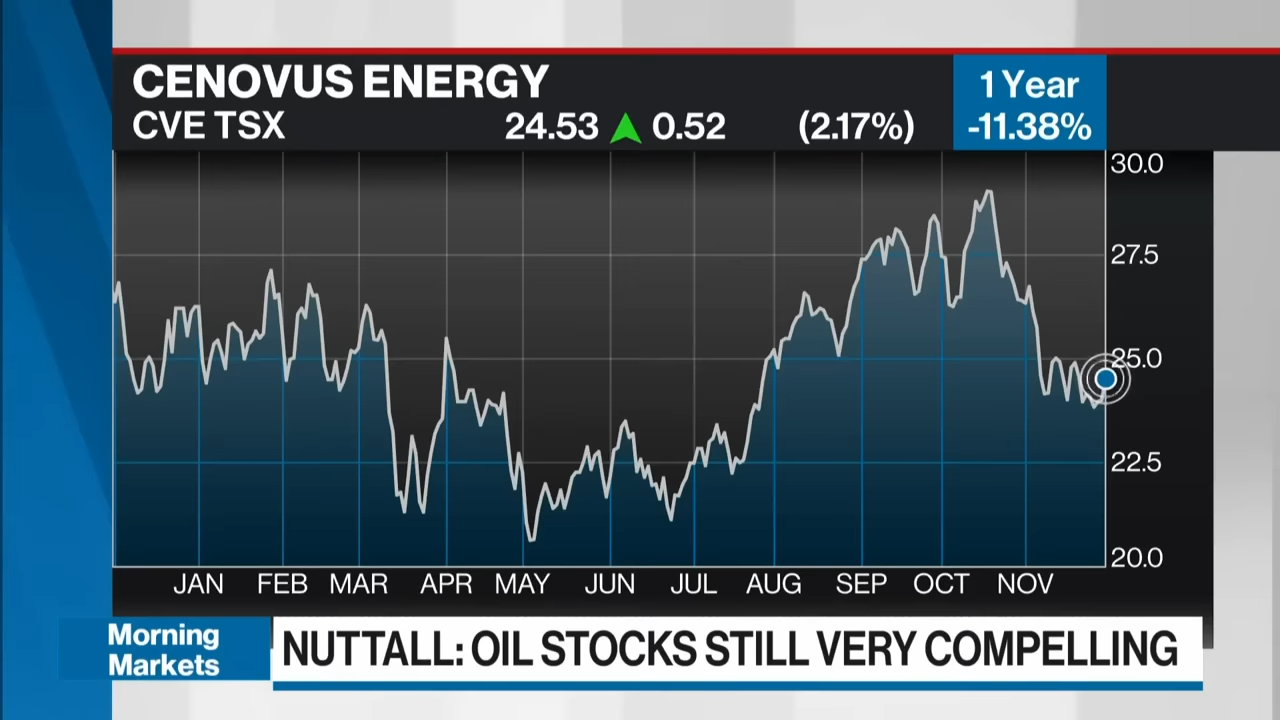 CENOVUS ENERGY
CVE TSX 24.53 0.52 (2.17%)
1 Year
-11.38%
30.0
27.5
25.0
22.5
20.0
JAN FEB MAR APR MAY JUN JUL AUG SEP OCT NOV
Morning
Markets
NUTTALL: OIL STOCKS STILL VERY COMPELLING